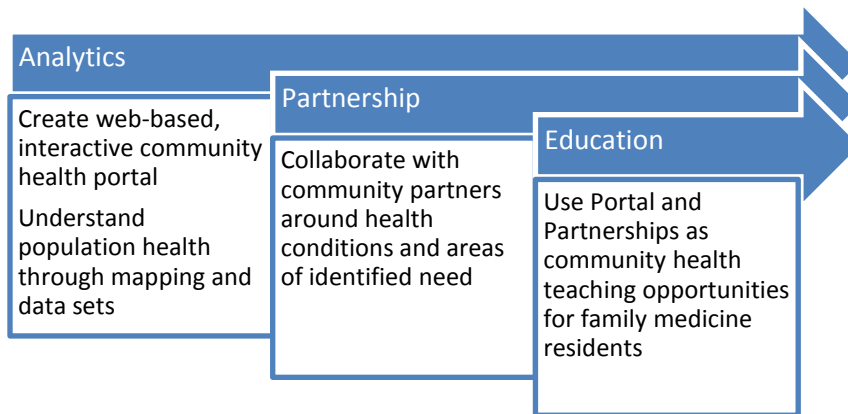 Analytics
Create web-based,
interactive community
health portal
Understand
population health
through mapping and
data sets
Partnership
Collaborate with
community partners
around health
conditions and areas
of identified need
Education
Use Portal and
Partnerships as
community health
teaching opportunities
for family medicine
residents